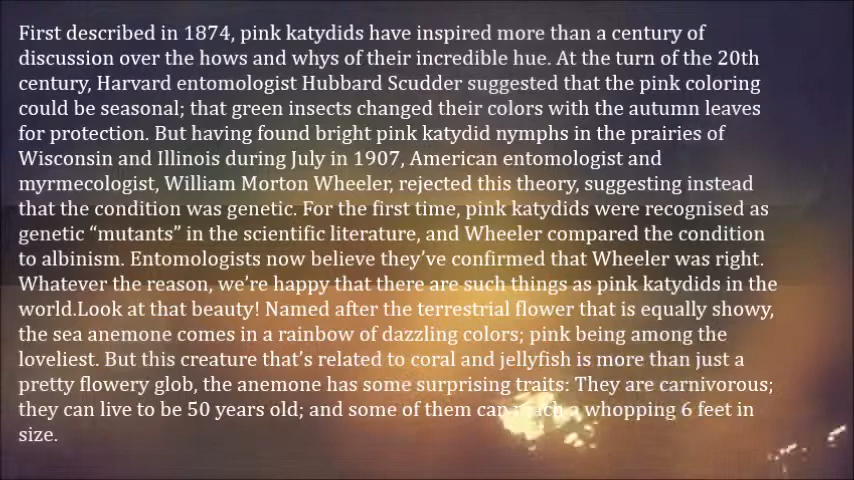 First described in 1874, pink katydids have inspired more than a century of
discussion over the hows and whys of their incredible hue. At the turn of the 20th
century, Harvard entomologist Hubbard Scudder suggested that the pink coloring
could be seasonal; that green insects changed their colors with the autumn leaves
for protection. But having found bright pink katydid nymphs in the prairies of
Wisconsin and Illinois during July in 1907, American entomologist and
myrmecologist, William Morton Wheeler, rejected this theory, suggesting instead
that the condition was genetic. For the first time, pink katydids were recognised as
genetic “mutants” in the scientific literature, and Wheeler compared the condition
to albinism. Entomologists now believe they’ve confirmed that Wheeler was right.
Whatever the reason, we’re happy that there are such things as pink katydids in the
world.Look at that beauty! Named after the terrestrial flower that is equally showy,
the sea anemone comes in a rainbow of dazzling colors; pink being among the
loveliest. But this creature that’s related to coral and jellyfish is more than just a
pretty flowery glob, the anemone has some surprising traits: They are carnivorous;
they can live to be 50 years old; and some of them can a whopping 6 feet in
size.